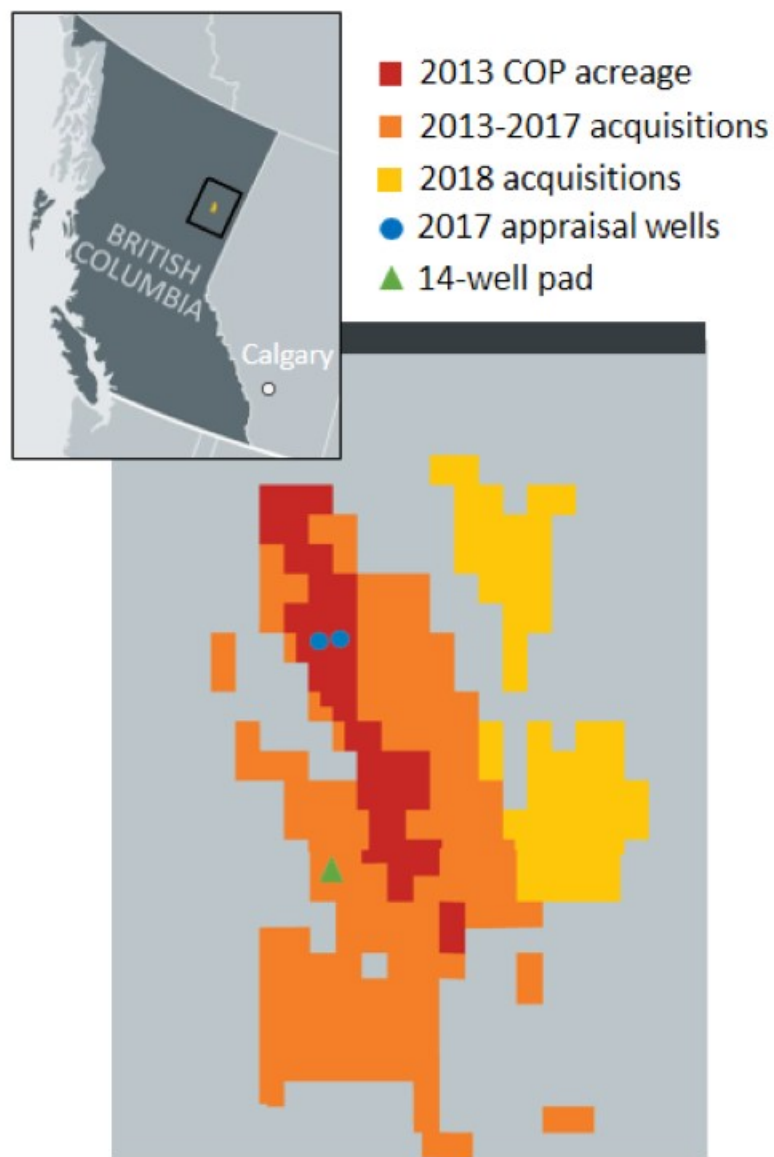 2013 COP acreage
2013-2017 acquisitions
2018 acquisitions
2017 appraisal wells
14-well pad
BRITISH
COLUMBIA
Calgary